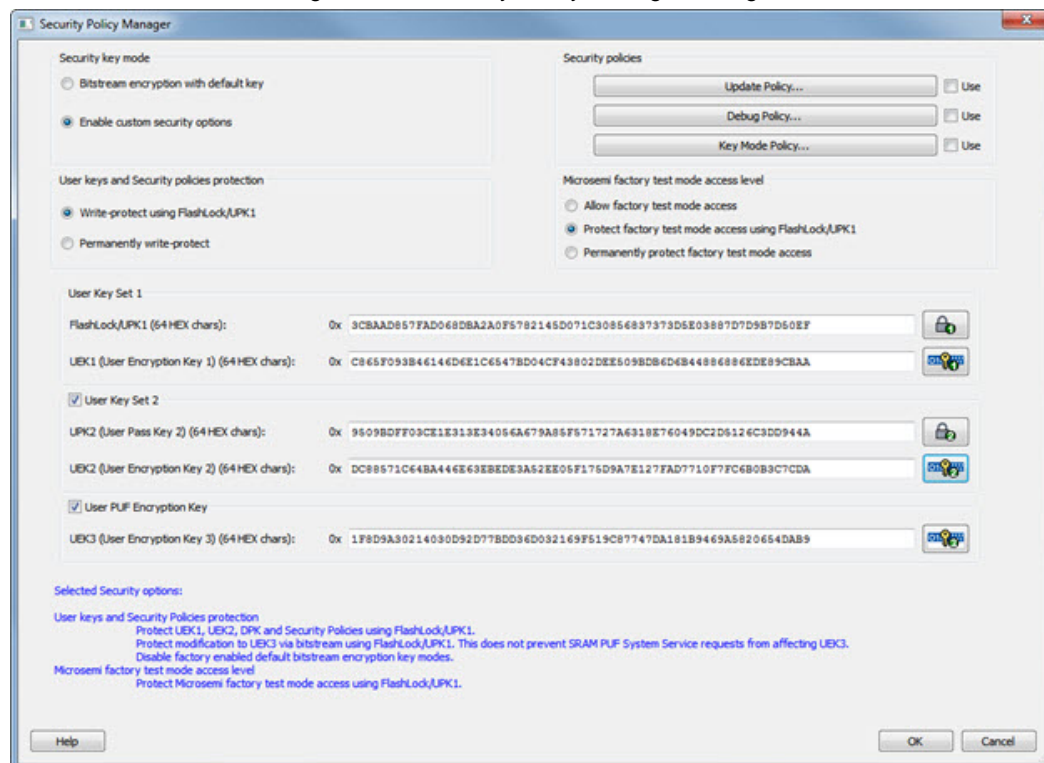 Security Policy Manager
Security key mode
Bitstream encryption with default key
Enable custom security options
Security policies
Update Policy... Use
Debug Policy... Use
Key Mode Policy... Use
User keys and Security policies protection
Write-protect using FlashLock/UPK1
Permanently write-protect
Microsemi factory test mode access level
Allow factory test mode access
Protect factory test mode access using FlashLock/UPK1
Permanently protect factory test mode access
User Key Set 1
FlashLock/UPK1 (64 HEX chars): 0x 3CBAAD857FAD068DBA2A0F5782145D071C30856837373D5E03887D7D9B7D50EF
UEK1 (User Encryption Key 1) (64 HEX chars): 0x C865F093B46146D6E1C6547BD04CF43802DEE509BDB6D6B44886886EDE89CBAA
User Key Set 2
UPK2 (User Pass Key 2) (64 HEX chars): 0x 9509BDFF03CE1E313E34056A679A85F571727A6318E76049DC2D5126C3DD944A
UEK2 (User Encryption Key 2) (64 HEX chars): 0x DC88571C64BA446E63EBEDE3A52EE05F175D9A7E127FAD7710F7FC6B0B3C7CDA
User PUF Encryption Key
UEK3 (User Encryption Key 3) (64 HEX chars): 0x 1F8D9A30214030D92D77BDD36D032169F519C87747DA181B9469A5820654DAB9
Selected Security options:
User keys and Security Policies protection
Protect UEK1, UEK2, DPK and Security Policies using FlashLock/UPK1.
Protect modification to UEK3 via bitstream using FlashLock/UPK1. This does not prevent SRAM PUF System Service requests from affecting UEK3.
Disable factory enabled default bitstream encryption key modes.
Microsemi factory test mode access level
Protect Microsemi factory test mode access using FlashLock/UPK1.
Help OK Cancel